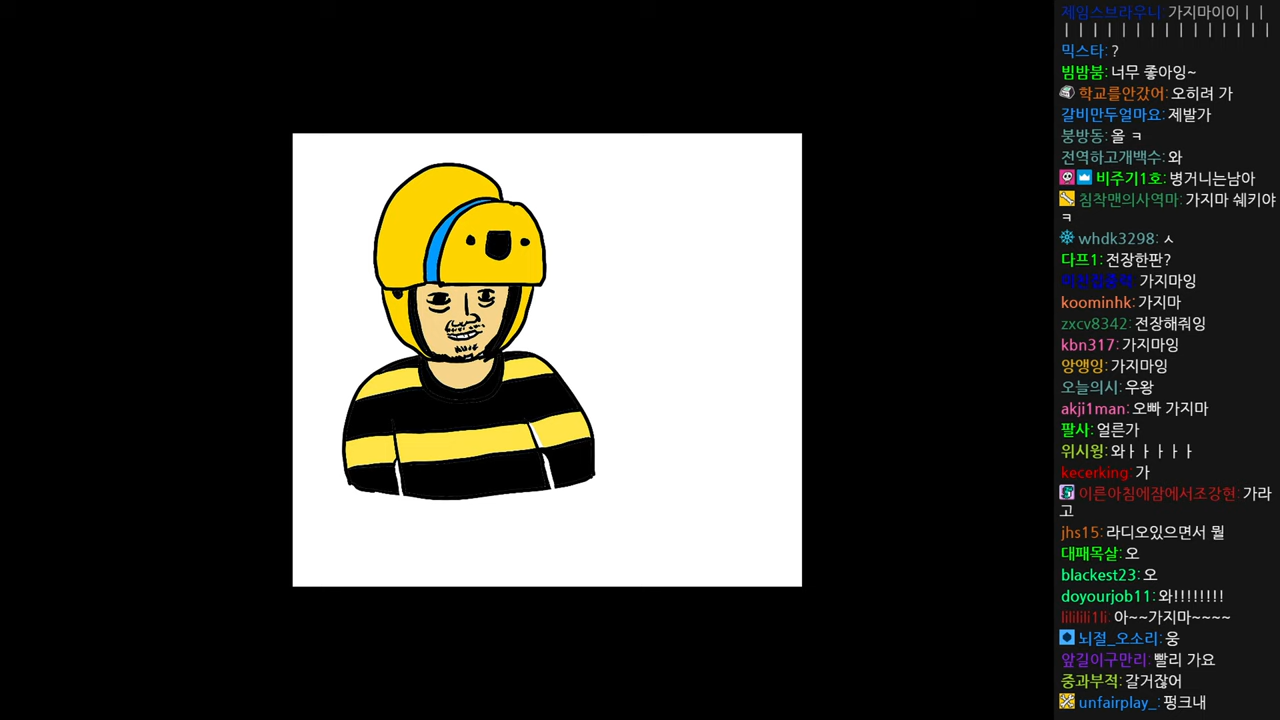 제임스브라우니: 가지마이이ㅣㅣ
ㅣㅣㅣㅣㅣㅣㅣㅣㅣㅣㅣㅣㅣㅣㅣ
믹스타: ?
빔밤붐: 너무 좋아잉~
학교를안갔어: 오히려 가
갈비만두얼마요: 제발가
붕방동: 올 ㅋ
전역하고개백수: 와
비주기1호: 병거니는남아
침착맨의사역마: 가지마 쉐키야
ㅋ
whdk3298: ㅅ
다프1: 전장한판?
가지마잉
koominhk: 가지마
zxcv8342: 전장해줘잉
kbn317: 가지마잉
앙앵잉: 가지마잉
오늘의시: 우왕
akji1man: 오빠 가지마
팔사: 얼른가
위시윙: 와ㅏㅏㅏㅏㅏ
kecerking: 가
이른아침에잠에서조강현: 가라
고
jhs15: 라디오있으면서 뭘
대패목살: 오
blackest23: 오
doyourjob11: 와!!!!!!!!
아~~가지마~~~~
뇌절_오소리: 웅
앞길이구만리: 빨리 가요
중과부적: 갈거잖어
unfairplay_: 펑크내